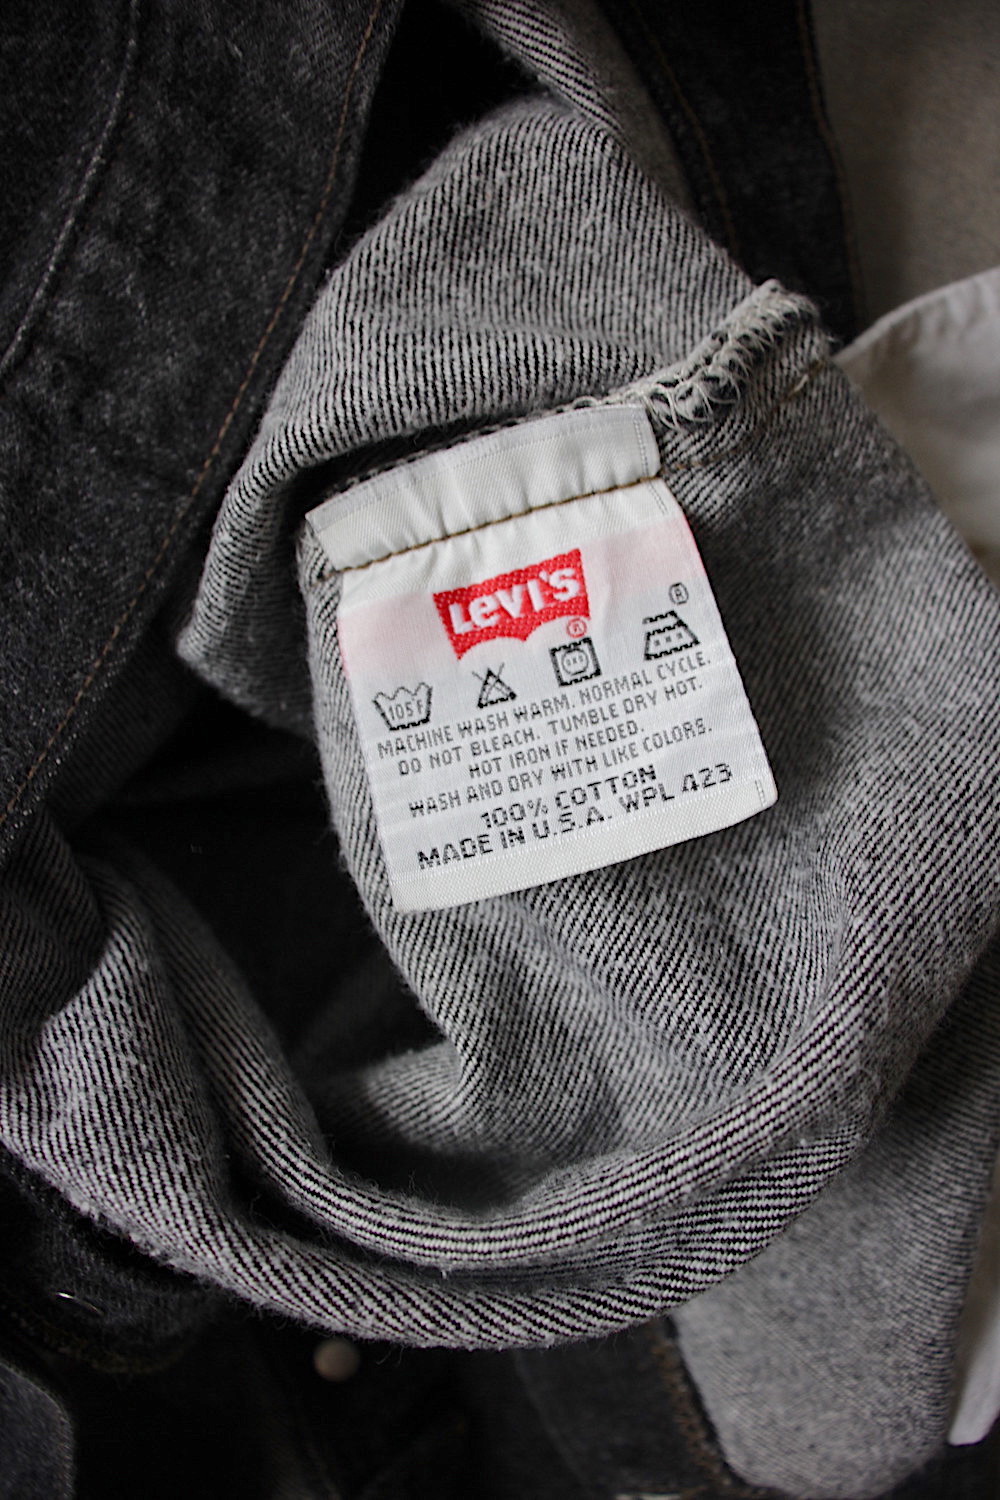 LeVI'S
®
®
105°F
MACHINE WASH WARM. NORMAL CYCLE.
DO NOT BLEACH. TUMBLE DRY HOT.
HOT IRON IF NEEDED.
WASH AND DRY WITH LIKE COLORS.
100% COTTON
MADE IN U.S.A. WPL 423